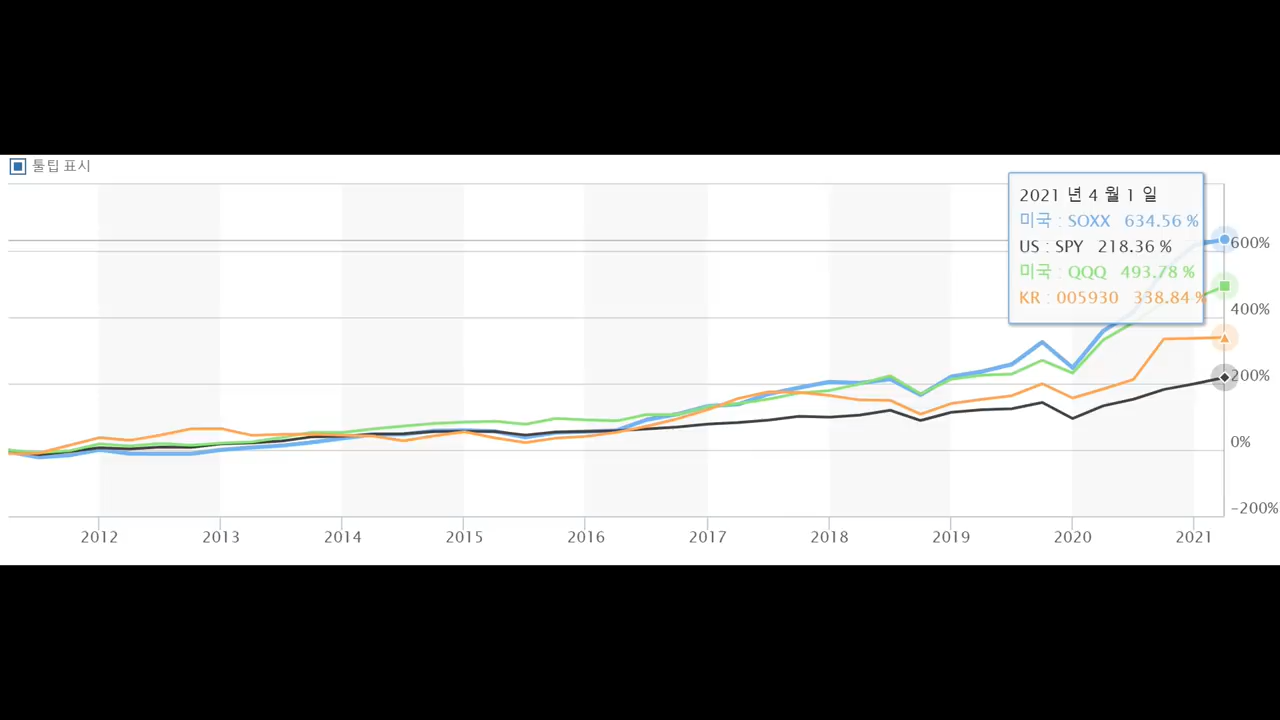 툴팁 표시
2021 년 4 월 1 일
미국 : SOXX 634.56 %
US : SPY 218.36 %
미국 : QQQ 493.78 %
KR : 005930 338.84 %
600%
400%
200%
0%
-200%
2012 2013 2014 2015 2016 2017 2018 2019 2020 2021